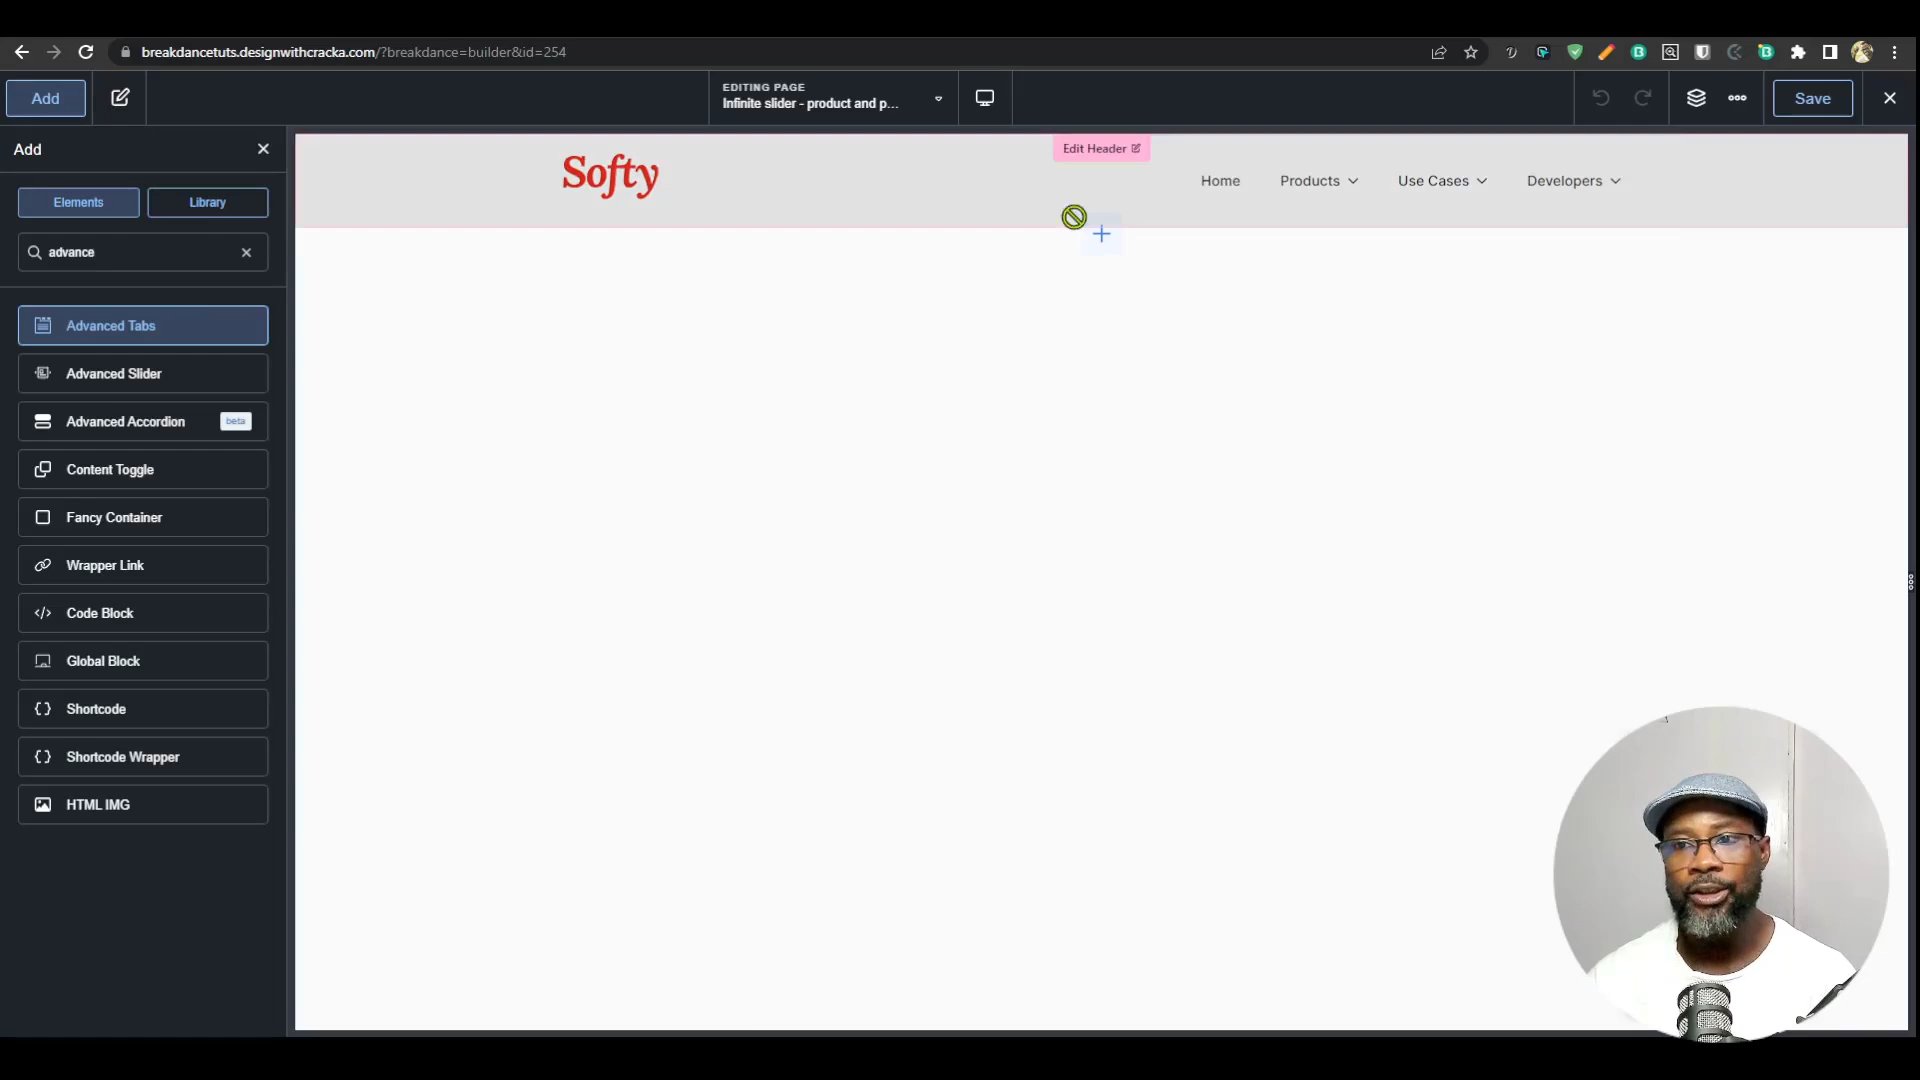 breakdancetuts.designwithcracka.com/?breakdance=builder&id=254
Add
EDITING PAGE
Infinite slider - product and p...
Save
Add
Elements
Library
advance
Advanced Tabs
Advanced Slider
Advanced Accordion
beta
Content Toggle
Fancy Container
Wrapper Link
Code Block
Global Block
Shortcode
Shortcode Wrapper
HTML IMG
Edit Header
Softy
Home
Products
Use Cases
Developers